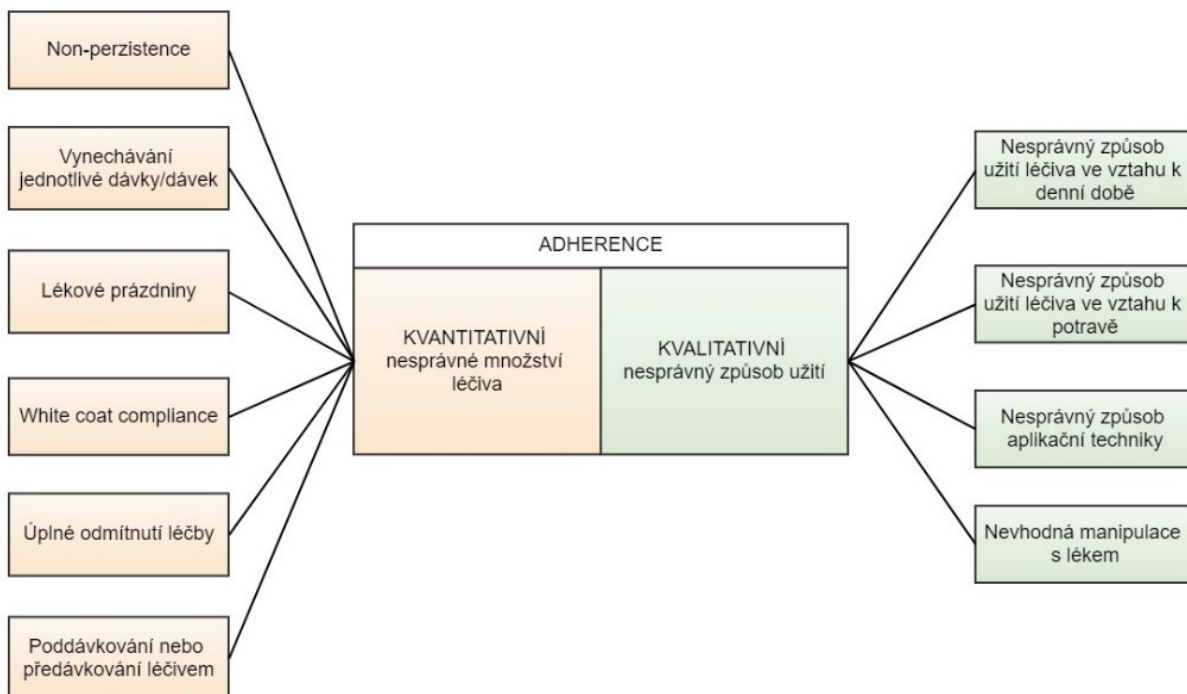 Non-perzistence
Vynechávání
jednotlivé dávky/dávek
Lékové prázdniny
White coat compliance
Úplné odmítnutí léčby
Poddávkování nebo
předávkování léčivem
ADHERENCE
KVANTITATIVNÍ
nesprávné množství
léčiva
KVALITATIVNÍ
nesprávný způsob užití
Nesprávný způsob
užití léčiva ve vztahu k
denní době
Nesprávný způsob
užití léčiva ve vztahu k
potravě
Nesprávný způsob
aplikační techniky
Nevhodná manipulace
s lékem